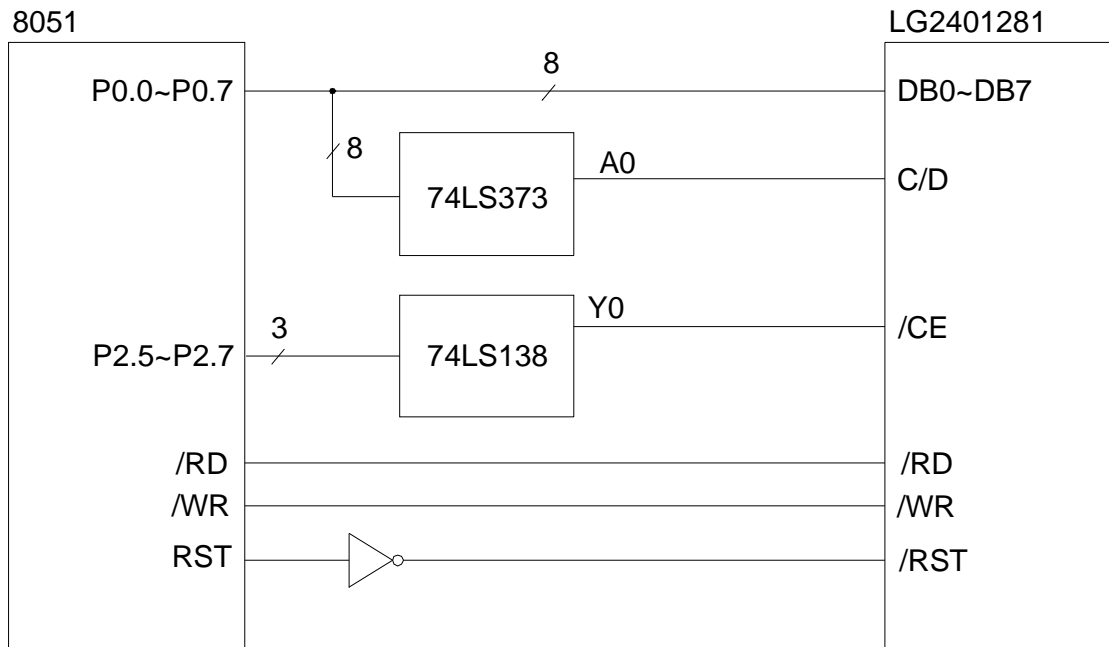 8051
LG2401281
P0.0~P0.7
8
DB0~DB7
8
74LS373
A0
C/D
P2.5~P2.7
3
74LS138
Y0
/CE
/RD
/RD
/WR
/WR
RST
/RST